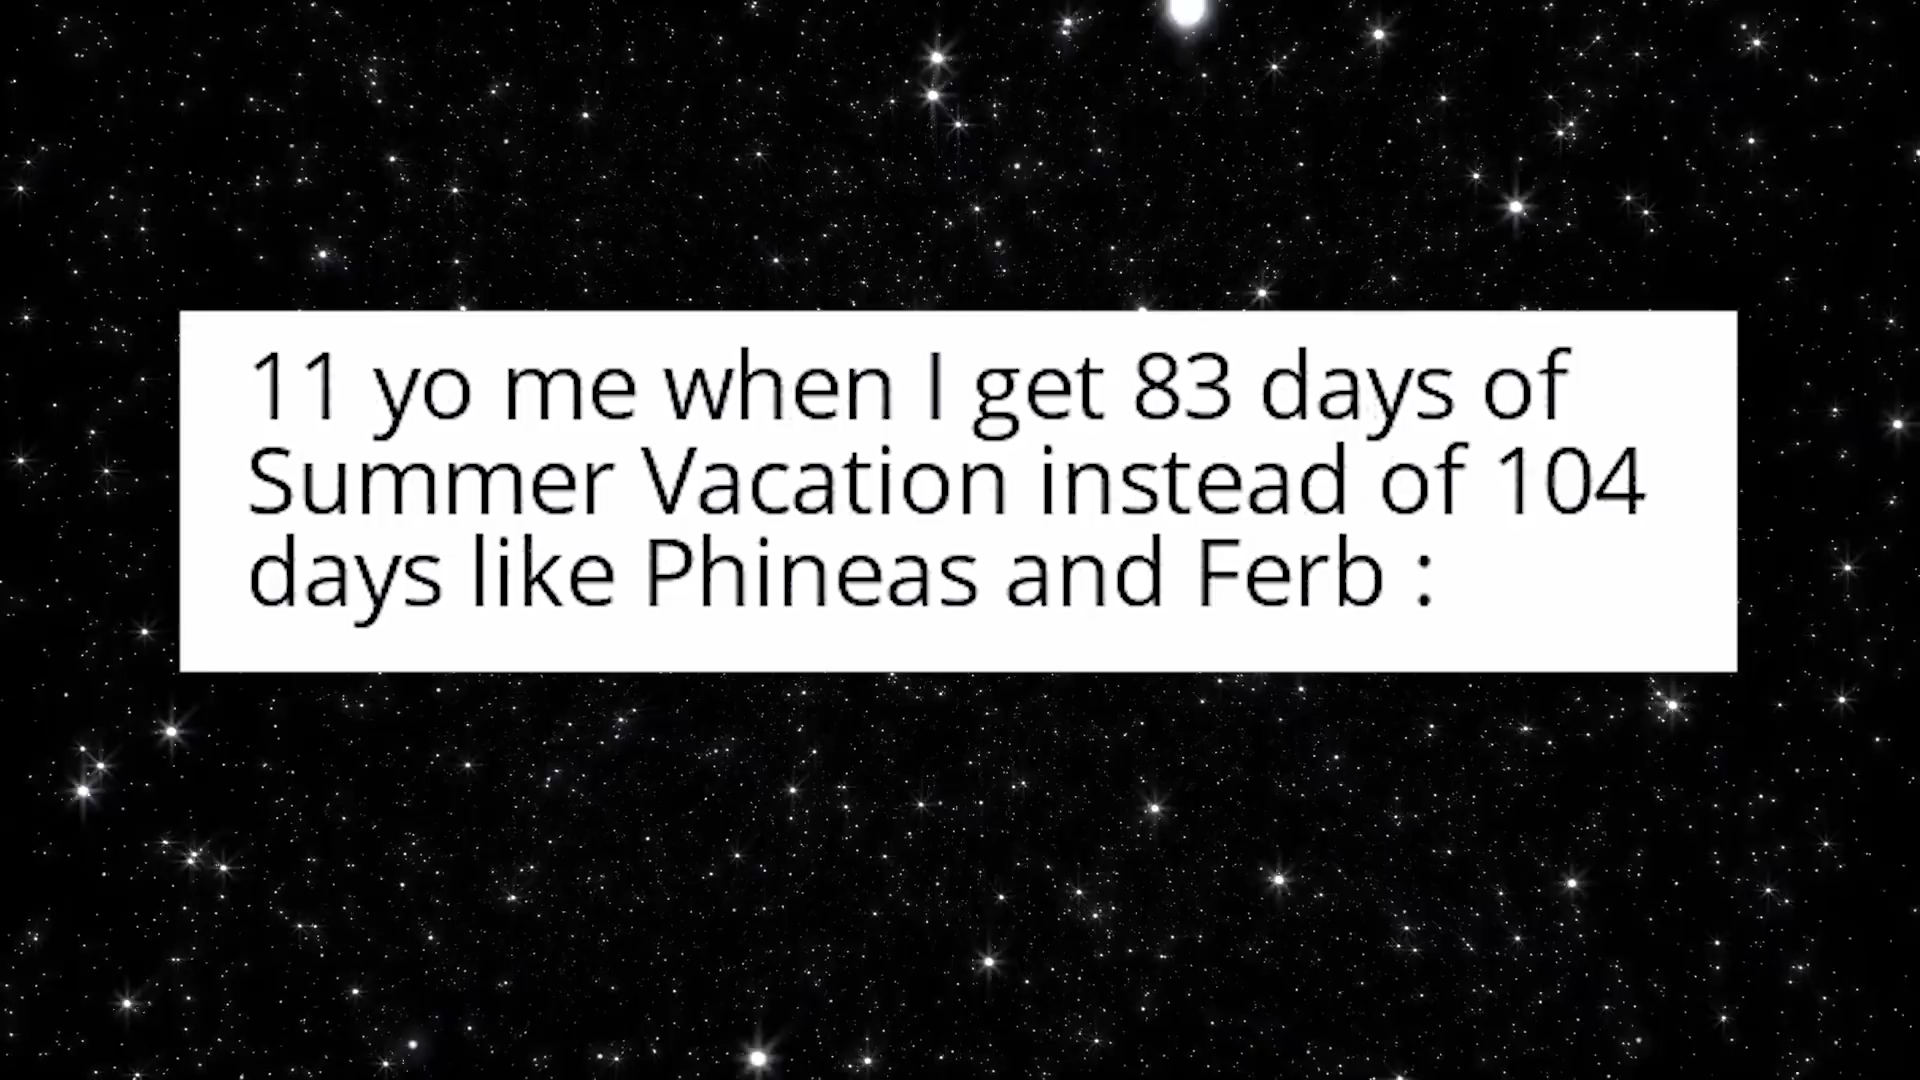 11 yo me when I get 83 days of
Summer Vacation instead of 104
days like Phineas and Ferb :